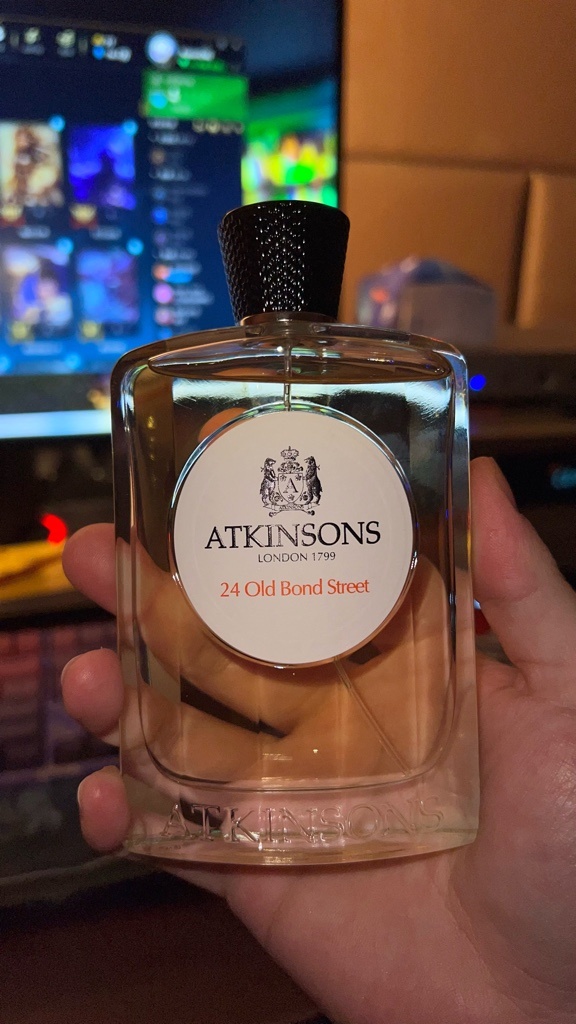 A
ATKINSONS
LONDON 1799
24 Old Bond Street
ATKINSONS